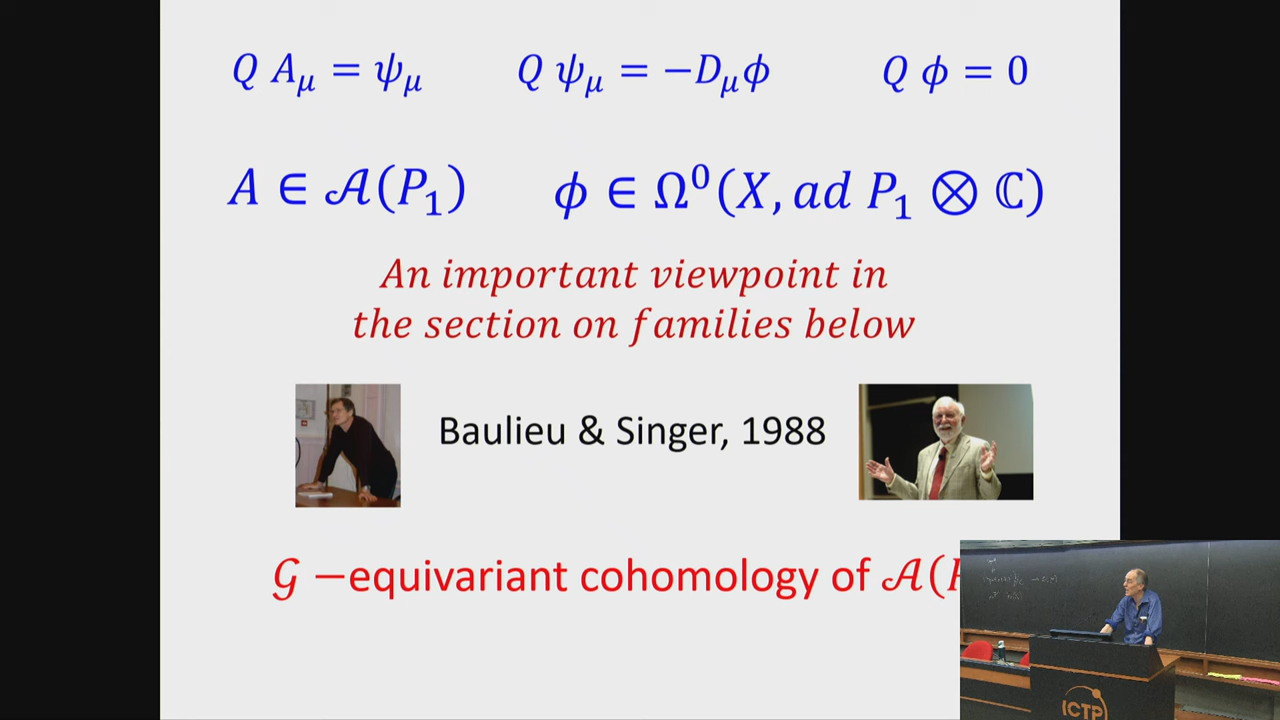 Q A_μ = ψ_μ Q ψ_μ = −D_μϕ Q ϕ = 0
A ∈ 𝒜(P₁) ϕ ∈ Ω⁰(X, ad P₁ ⊗ ℂ)
An important viewpoint in
the section on families below
Baulieu & Singer, 1988
𝒢 −equivariant cohomology of 𝒜(
ICTP